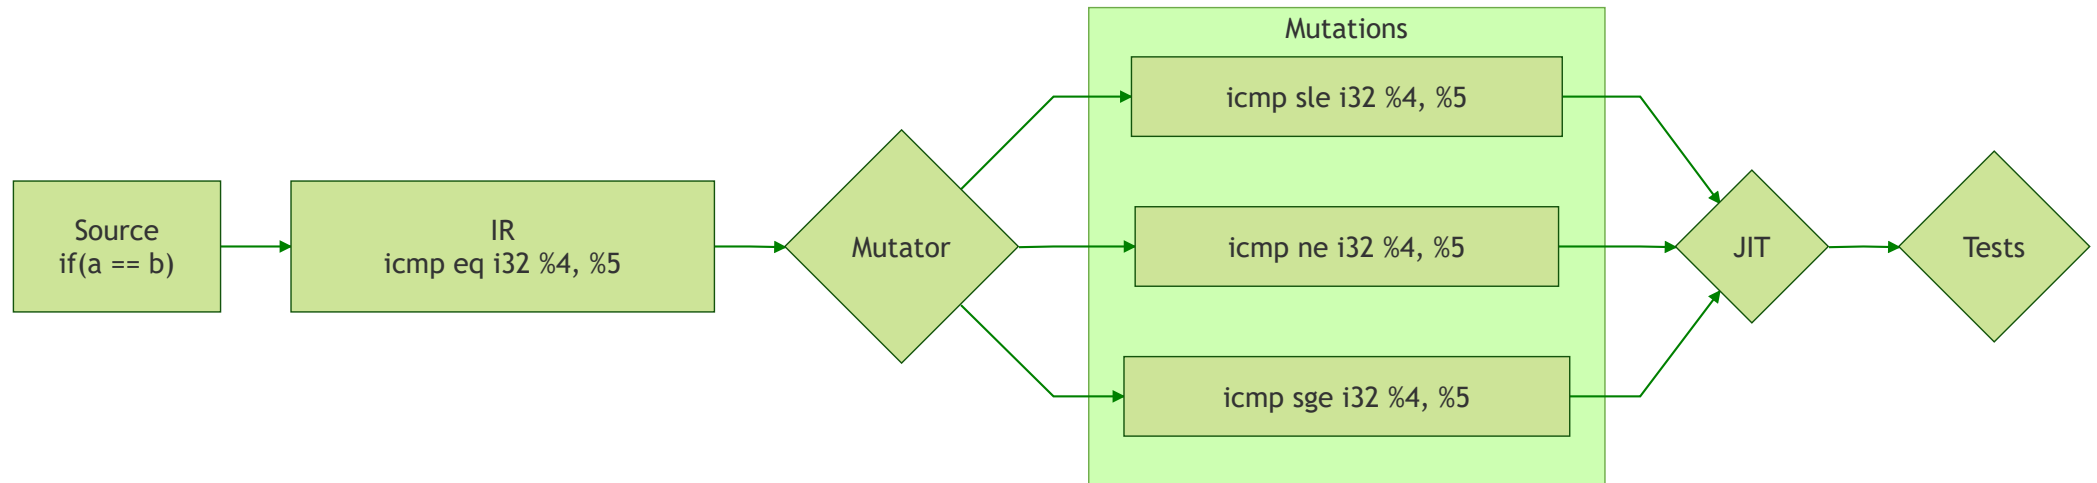 Mutations
icmp sle i32 %4, %5
Source
if(a == b)
IR
icmp eq i32 %4, %5
Mutator
icmp ne i32 %4, %5
JIT
Tests
icmp sge i32 %4, %5